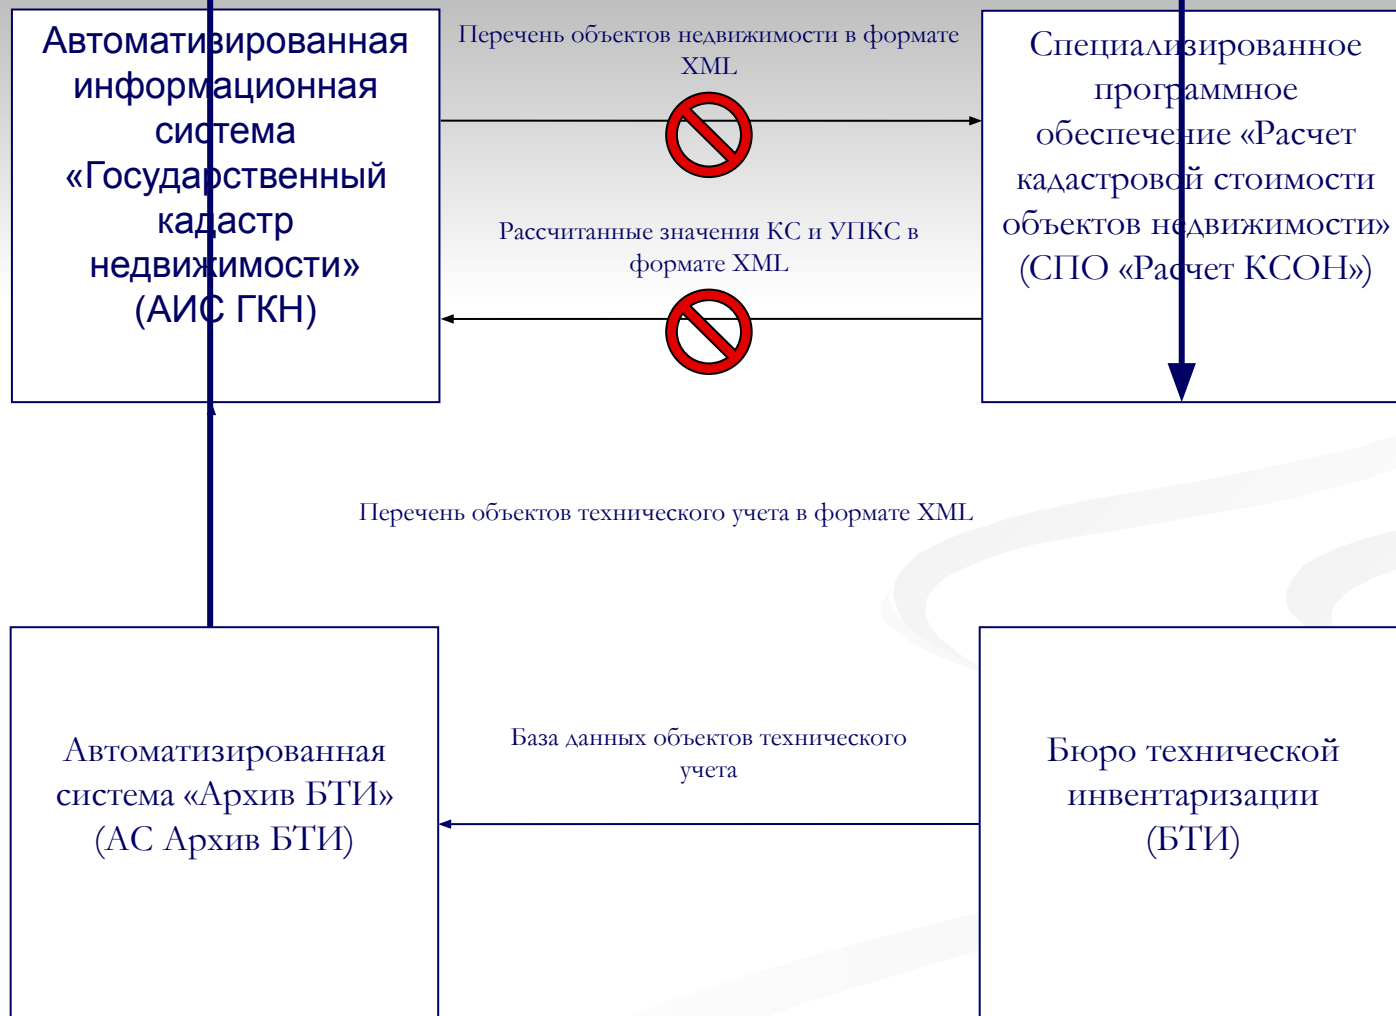 Автоматизированная
информационная
система
«Государственный
кадастр
недвижимости»
(АИС ГКН)
Перечень объектов недвижимости в формате
XML
Рассчитанные значения КС и УПКС в
формате XML
Специализированное
программное
обеспечение «Расчет
кадастровой стоимости
объектов недвижимости»
(СПО «Расчет КСОН»)
Перечень объектов технического учета в формате XML
Автоматизированная
система «Архив БТИ»
(АС Архив БТИ)
База данных объектов технического
учета
Бюро технической
инвентаризации
(БТИ)